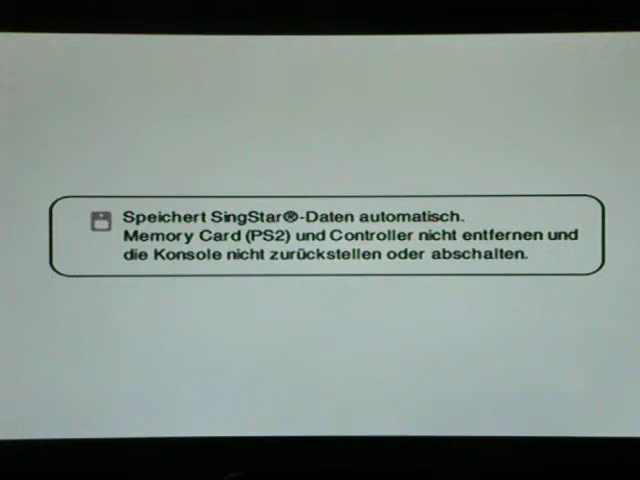 Speichert SingStar®-Daten automatisch.
Memory Card (PS2) und Controller nicht entfernen und
die Konsole nicht zurückstellen oder abschalten.